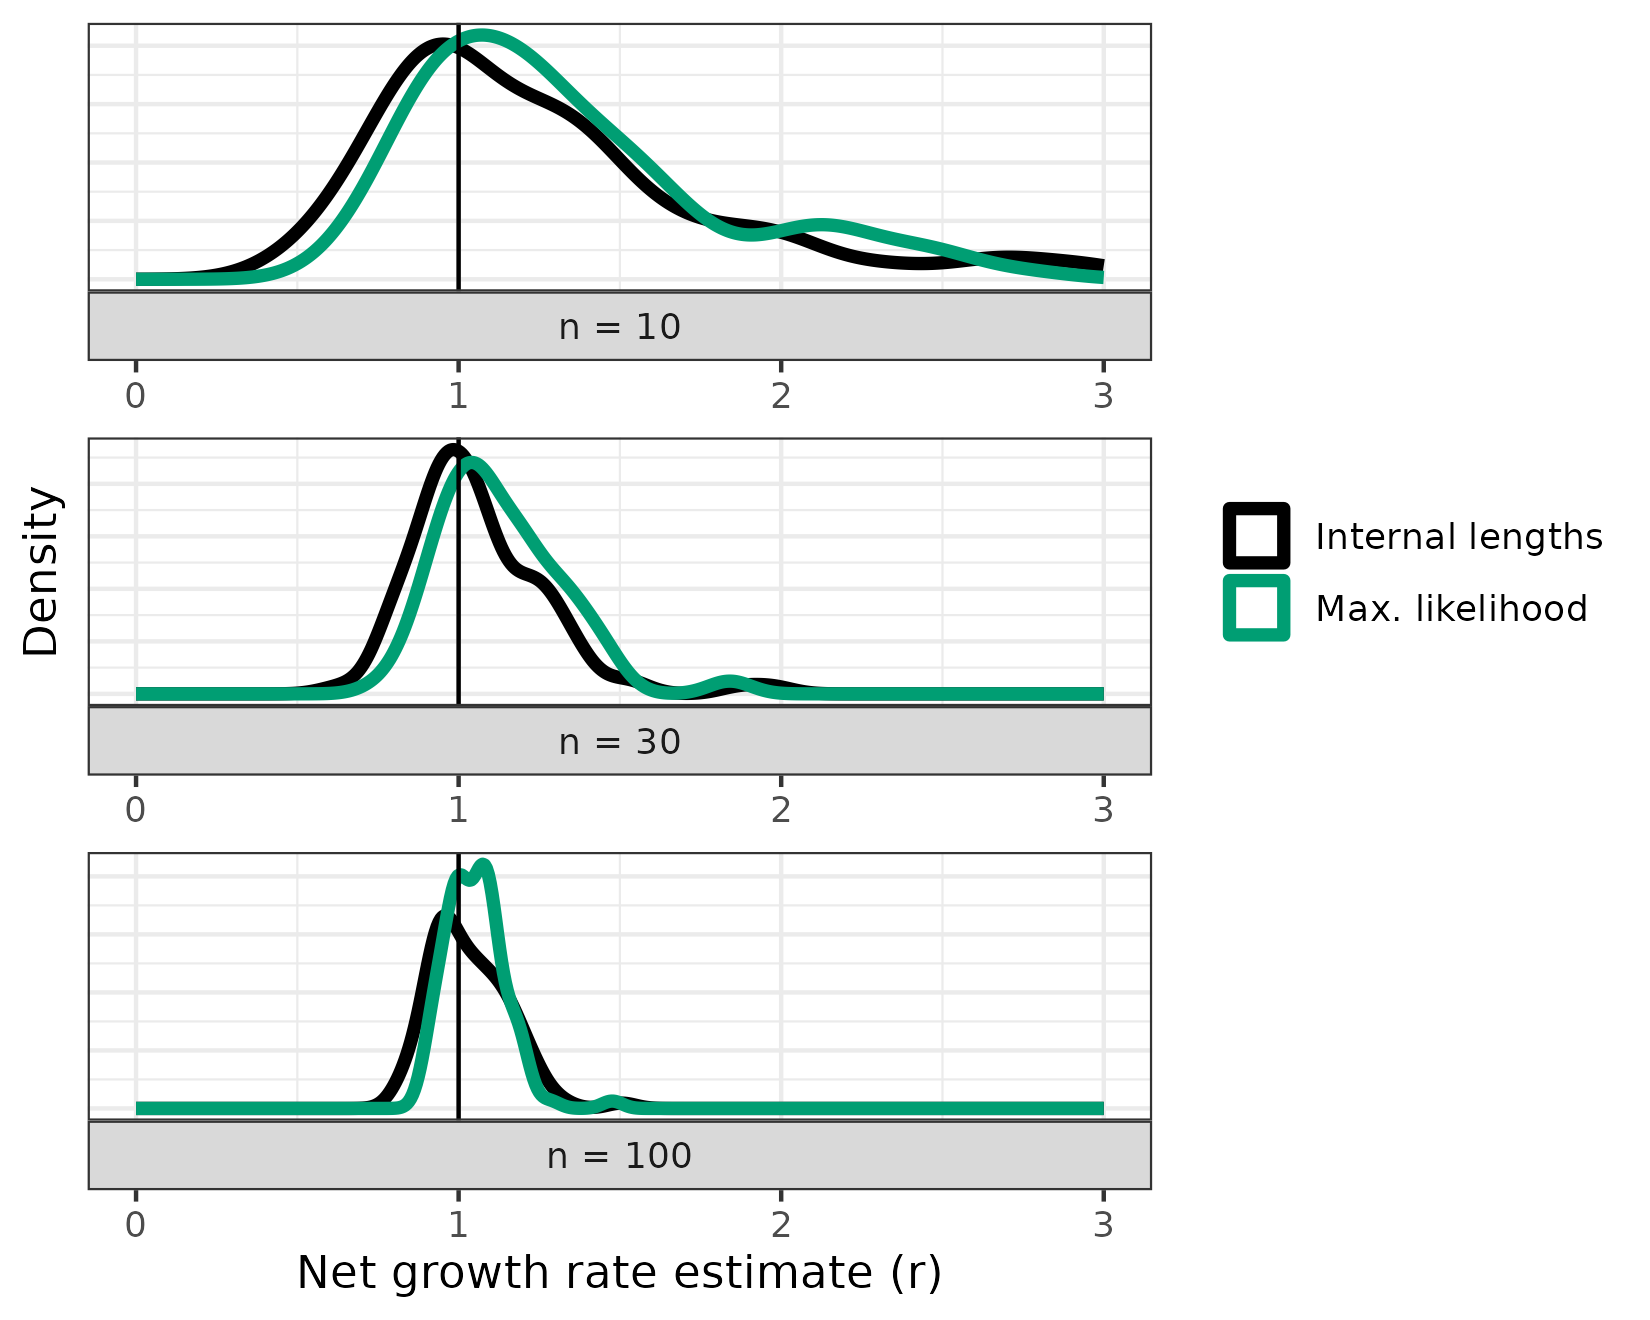 n = 10
0 1 2 3
Density
n = 30
0 1 2 3
n = 100
0 1 2 3
Net growth rate estimate (r)
Internal lengths
Max. likelihood